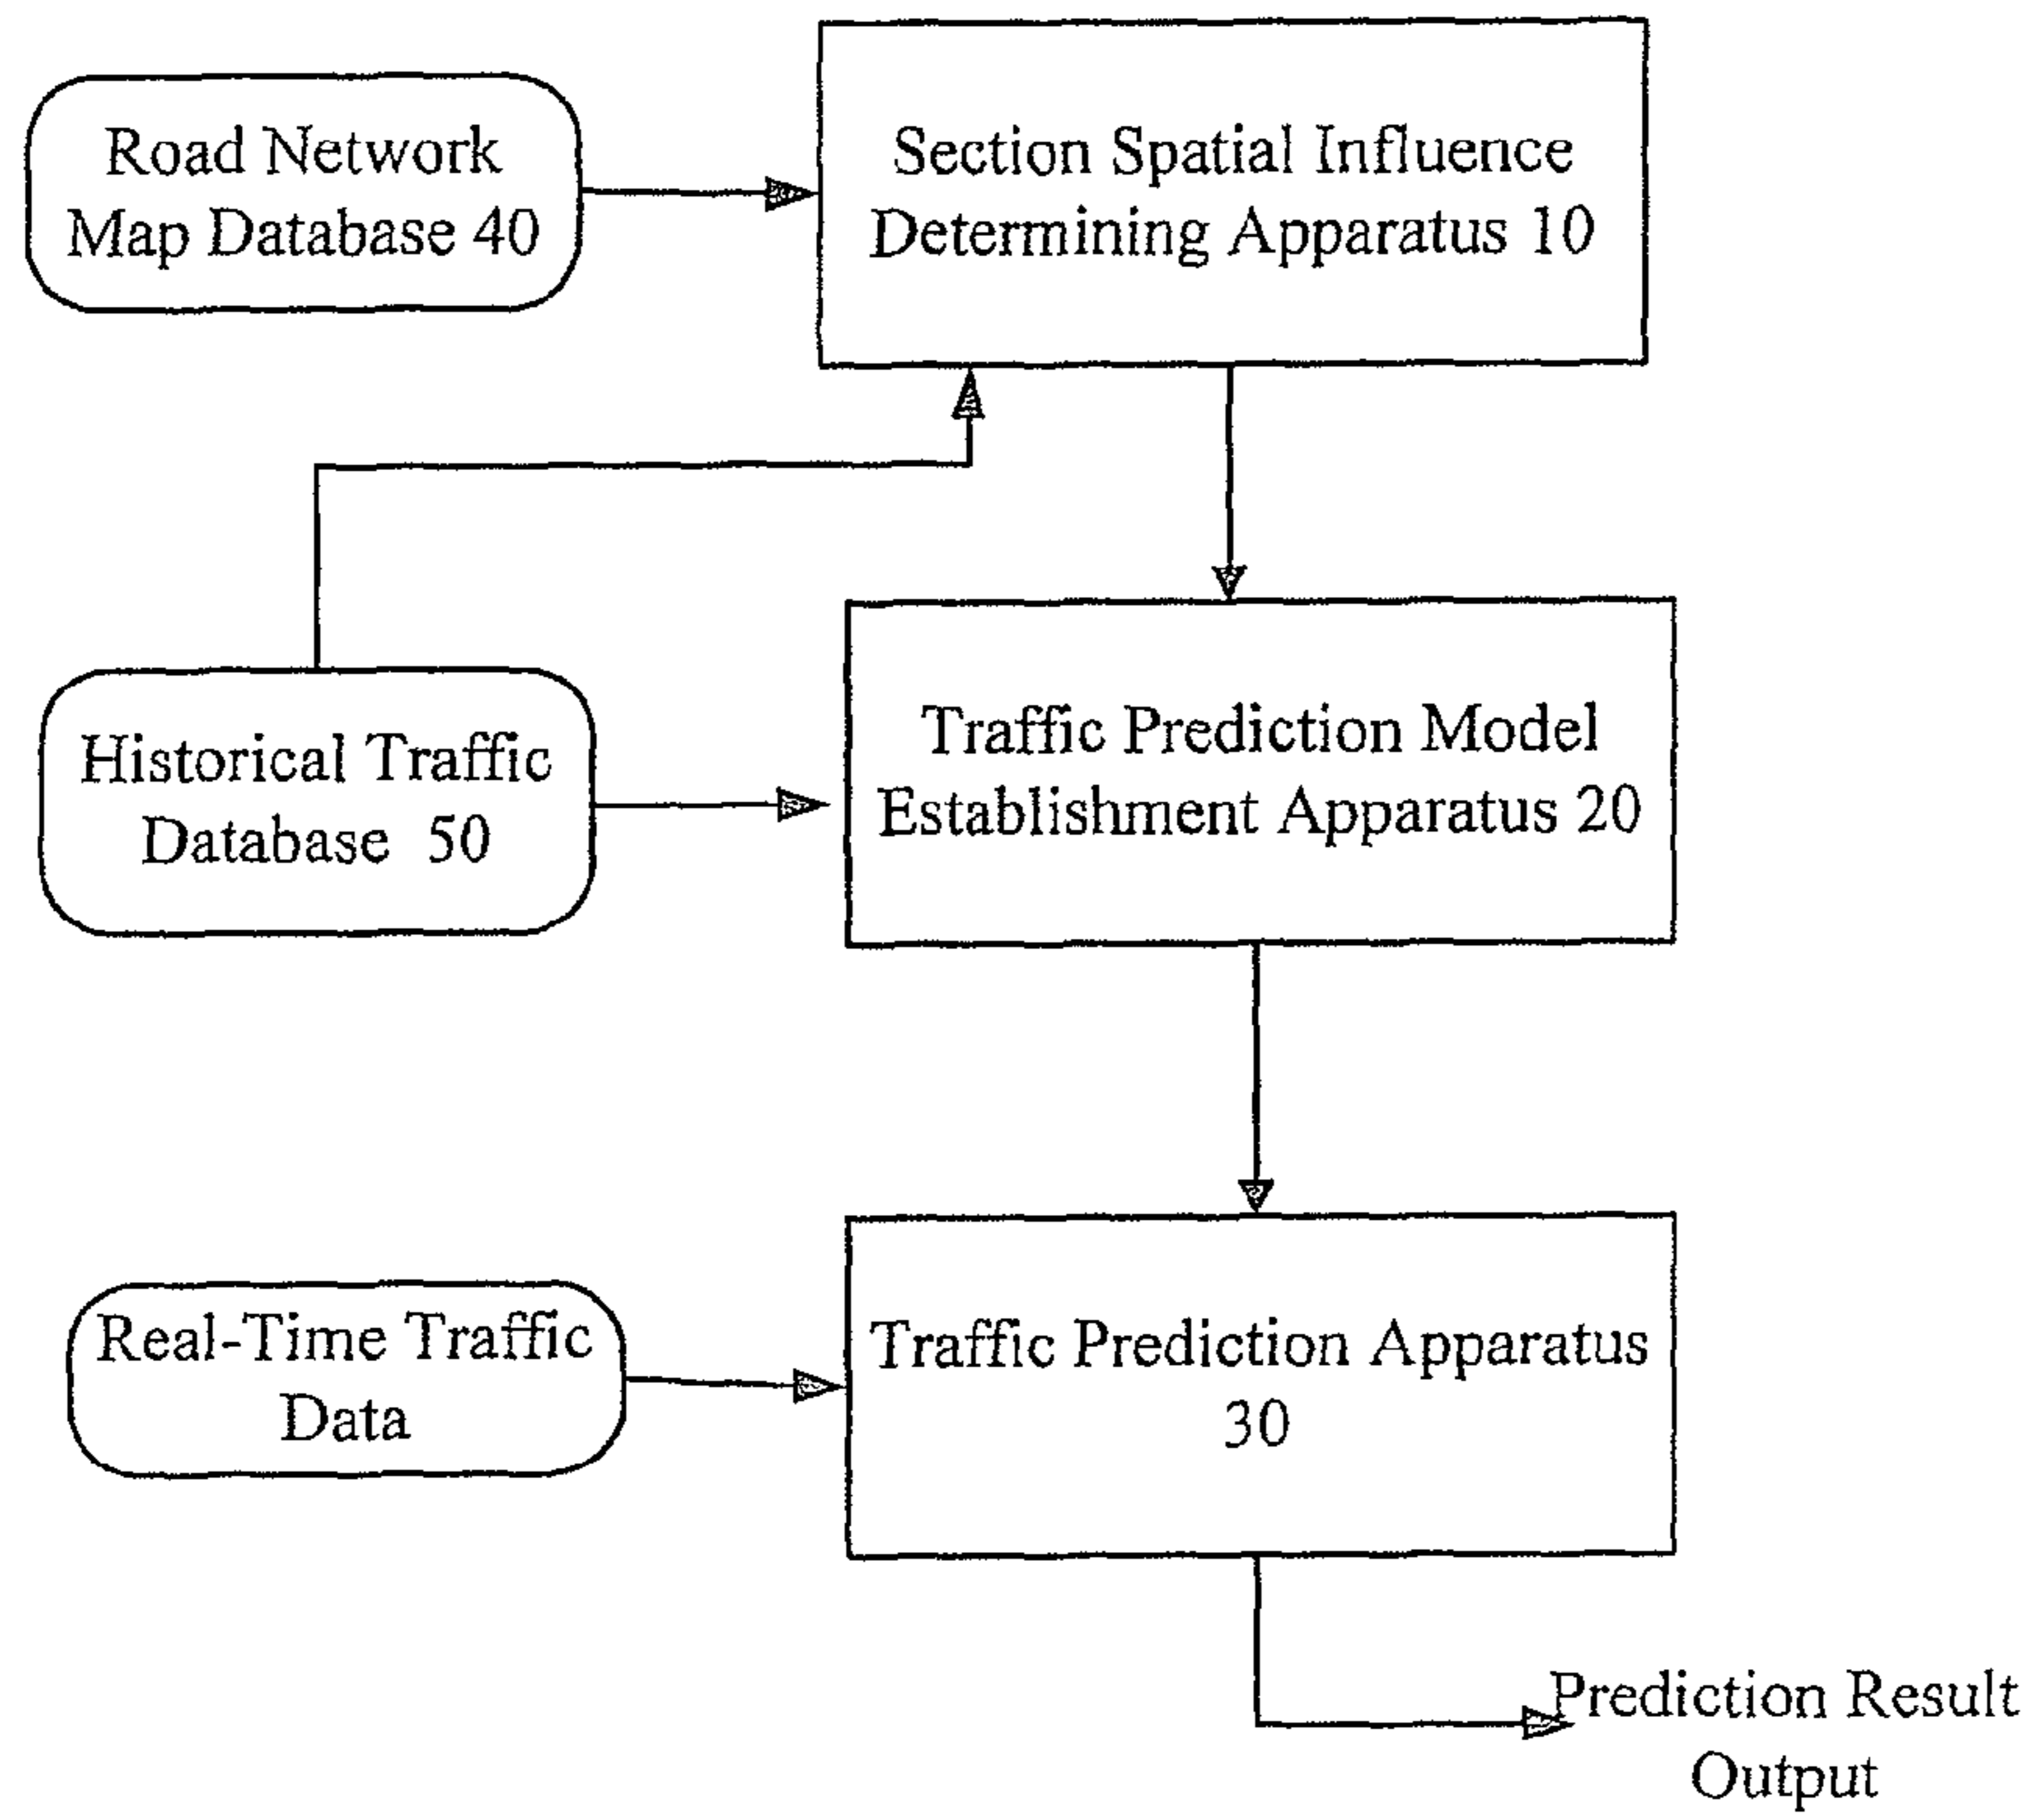 Road Network
Map Database 40
Section Spatial Influence
Determining Apparatus 10
Historical Traffic
Database 50
Traffic Prediction Model
Establishment Apparatus 20
Real-Time Traffic
Data
Traffic Prediction Apparatus
30
Prediction Result
Output